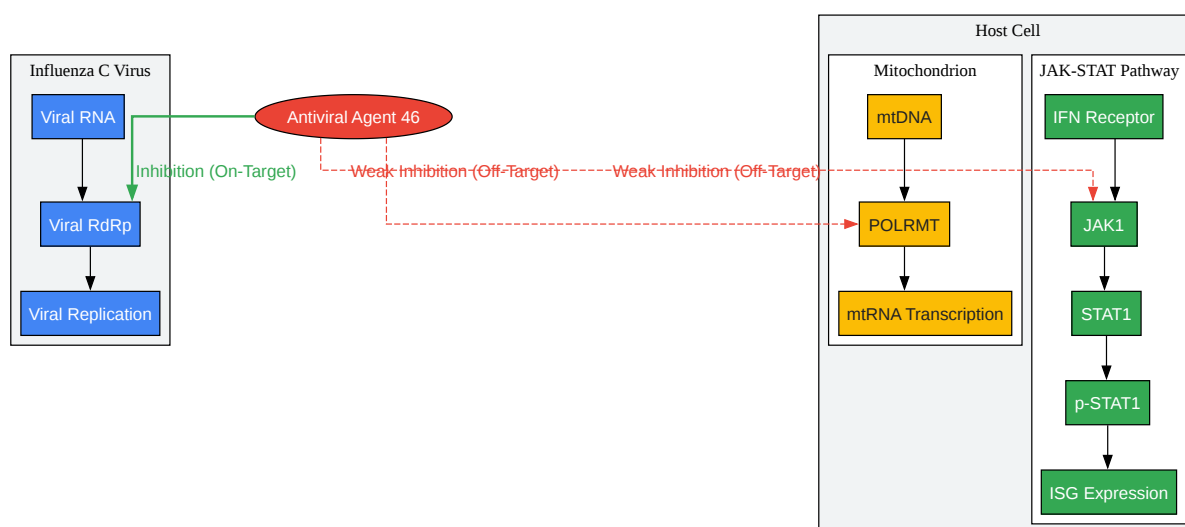 Host Cell
Influenza C Virus
Mitochondrion
JAK-STAT Pathway
Viral RNA
Antiviral Agent 46
mtDNA
IFN Receptor
Inhibition (On-Target)
Weak Inhibition (Off-Target)
Weak Inhibition (Off-Target)
Viral RdRp
POLRMT
JAK1
Viral Replication
mtRNA Transcription
STAT1
p-STAT1
ISG Expression